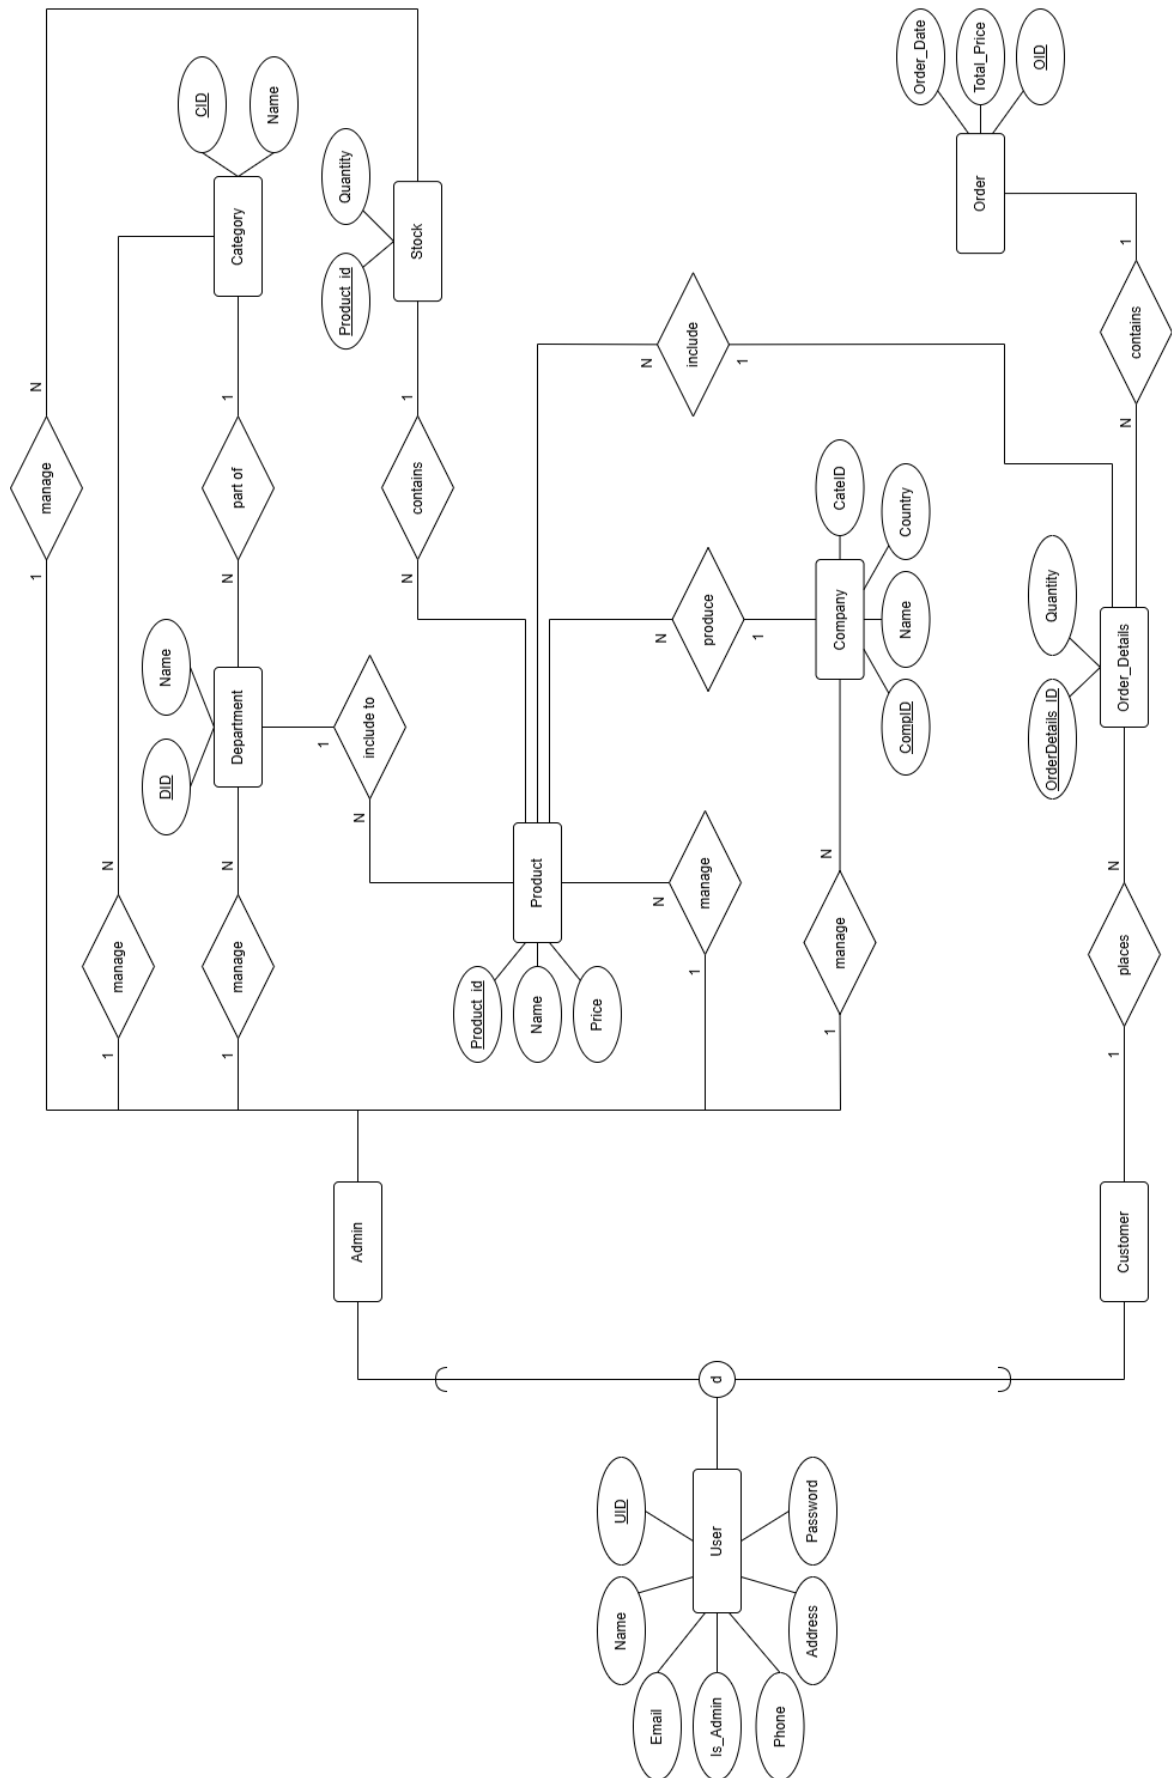 manage
N
1
CID
Name
Category
N
manage
1
1
part of
N
Name
DID
Department
N
manage
1
Quantity
Product_id
Stock
1
contains
N
1
include to
N
Product
Product_id
Name
Price
N
include
1
N
produce
1
N
manage
1
CateID
Country
Name
CompID
Company
N
manage
1
Order_Date
Total_Price
OID
Order
1
contains
N
Quantity
OrderDetails_ID
Order_Details
N
places
1
Admin
Customer
d
User
UID
Name
Email
Is_Admin
Phone
Address
Password